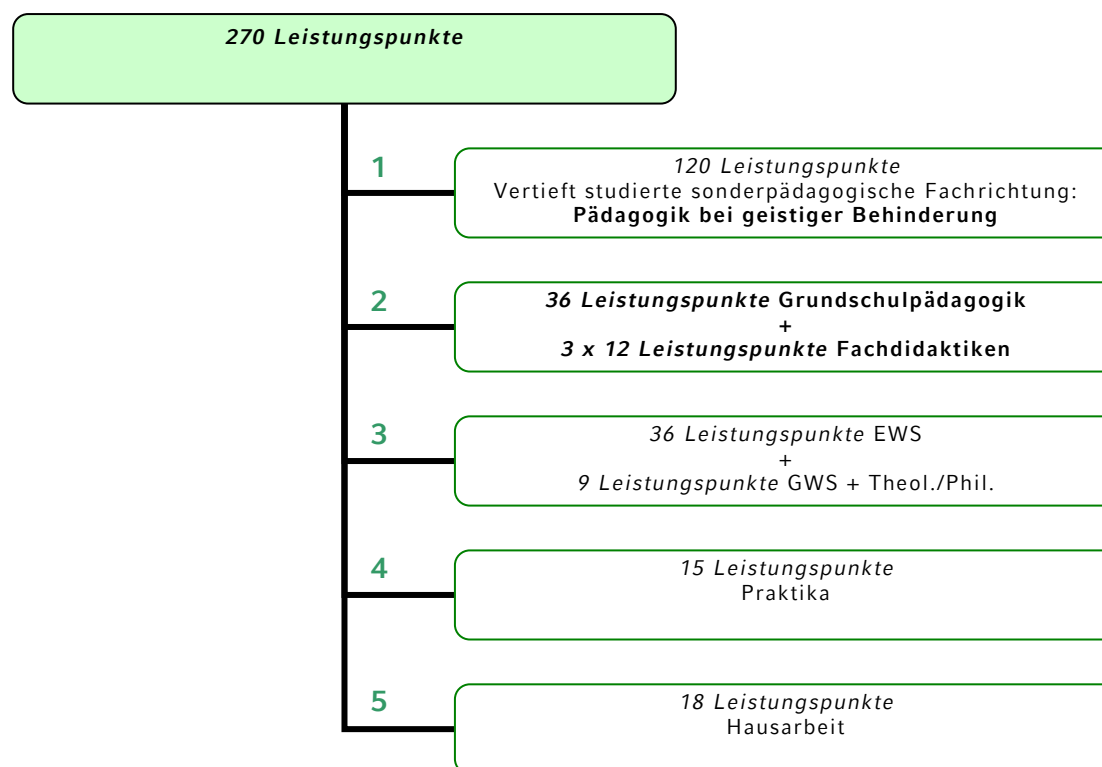 270 Leistungspunkte
1
120 Leistungspunkte
Vertieft studierte sonderpädagogische Fachrichtung:
Pädagogik bei geistiger Behinderung
2
36 Leistungspunkte Grundschulpädagogik
+
3 x 12 Leistungspunkte Fachdidaktiken
3
36 Leistungspunkte EWS
+
9 Leistungspunkte GWS + Theol./Phil.
4
15 Leistungspunkte
Praktika
5
18 Leistungspunkte
Hausarbeit